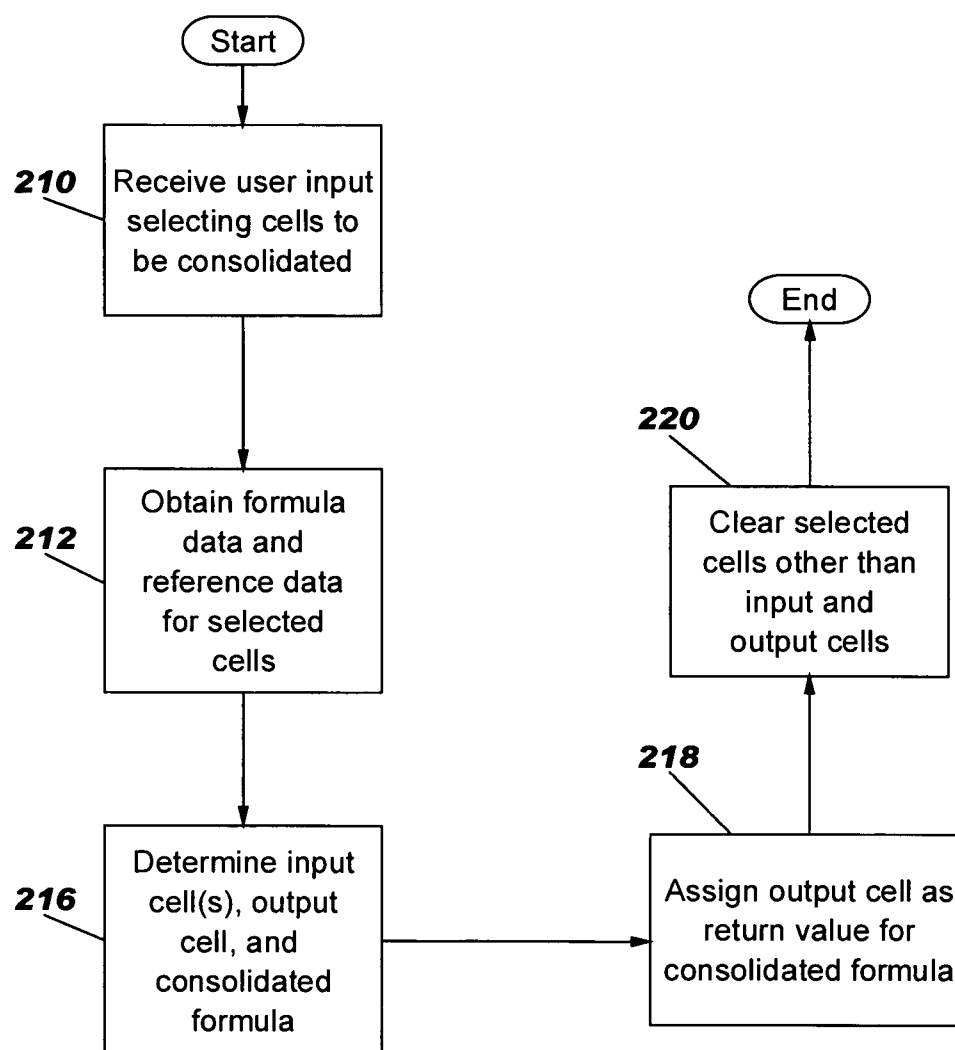 Start
210
Receive user input
selecting cells to
be consolidated
212
Obtain formula
data and
reference data
for selected
cells
216
Determine input
cell(s), output
cell, and
consolidated
formula
218
Assign output cell as
return value for
consolidated formula
220
Clear selected
cells other than
input and
output cells
End